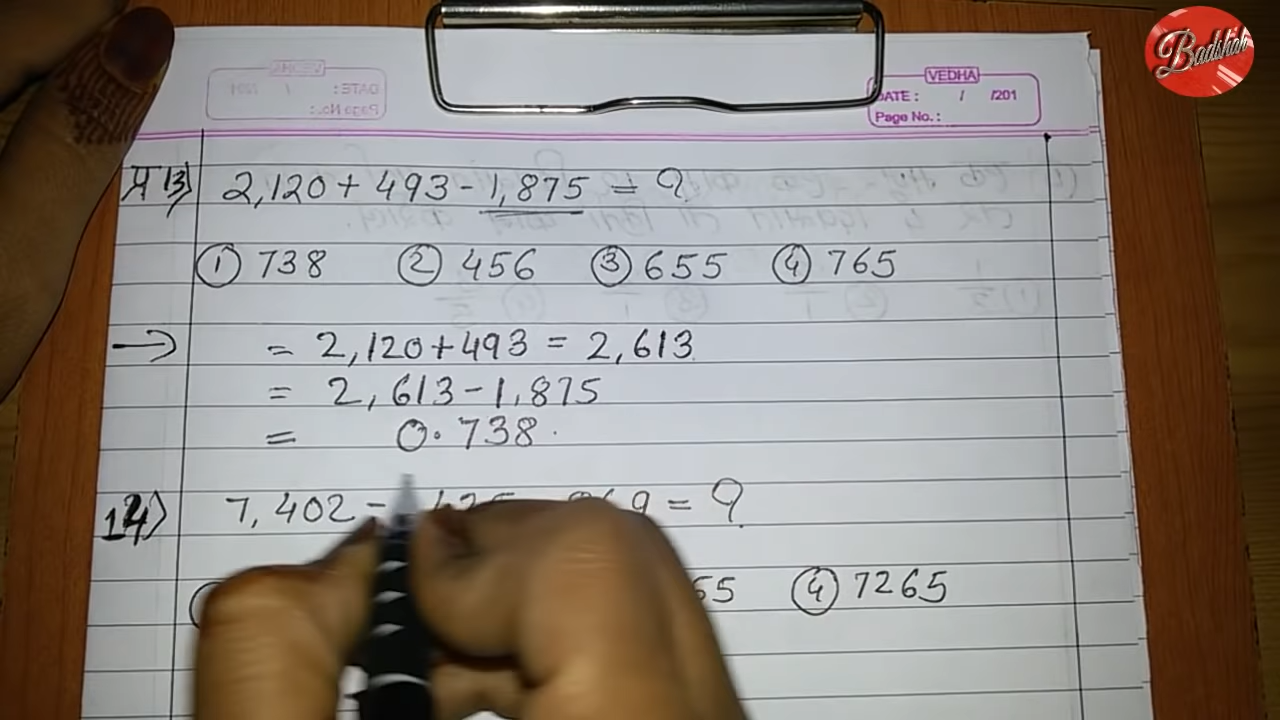 Badshah
VEDHA
DATE : / /201
Page No. :
प्र 13) 2,120 + 493 - 1,875 = ?
① 738 ② 456 ③ 655 ④ 765
→ = 2,120 + 493 = 2,613
= 2,613 - 1,875
= 0.738.
14) 7,402 - = ?
④ 7265